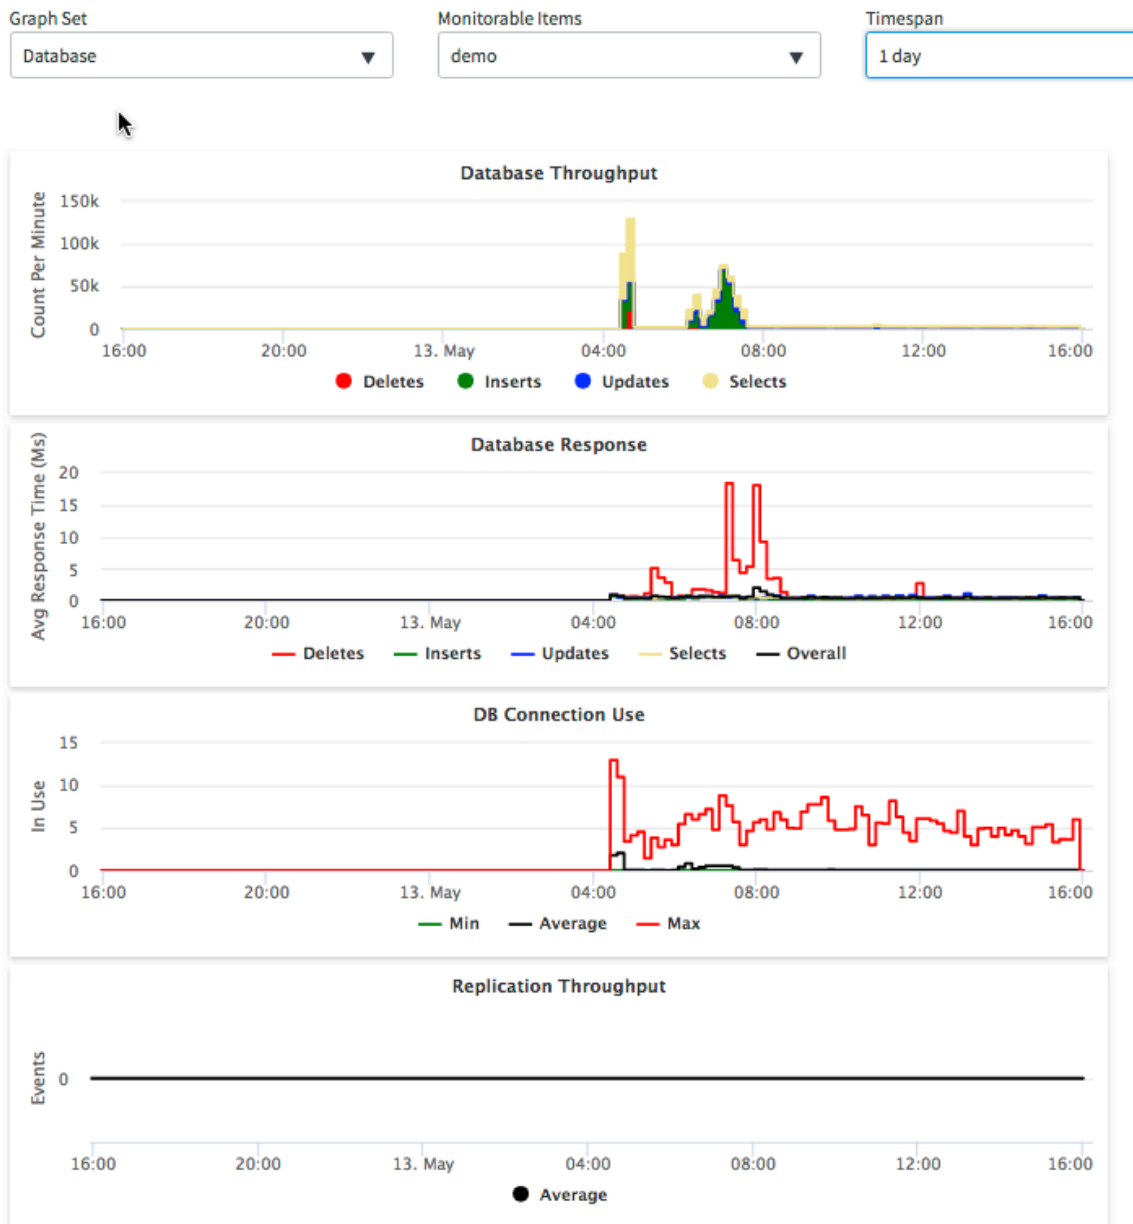 Graph Set Monitorable Items Timespan
Database demo 1 day
Database Throughput
Count Per Minute
150k
100k
50k
0
16:00 20:00 13. May 04:00 08:00 12:00 16:00
Deletes Inserts Updates Selects
Database Response
Avg Response Time (Ms)
20
15
10
5
0
16:00 20:00 13. May 04:00 08:00 12:00 16:00
Deletes Inserts Updates Selects Overall
DB Connection Use
In Use
15
10
5
0
16:00 20:00 13. May 04:00 08:00 12:00 16:00
Min Average Max
Replication Throughput
Events
0
16:00 20:00 13. May 04:00 08:00 12:00 16:00
Average